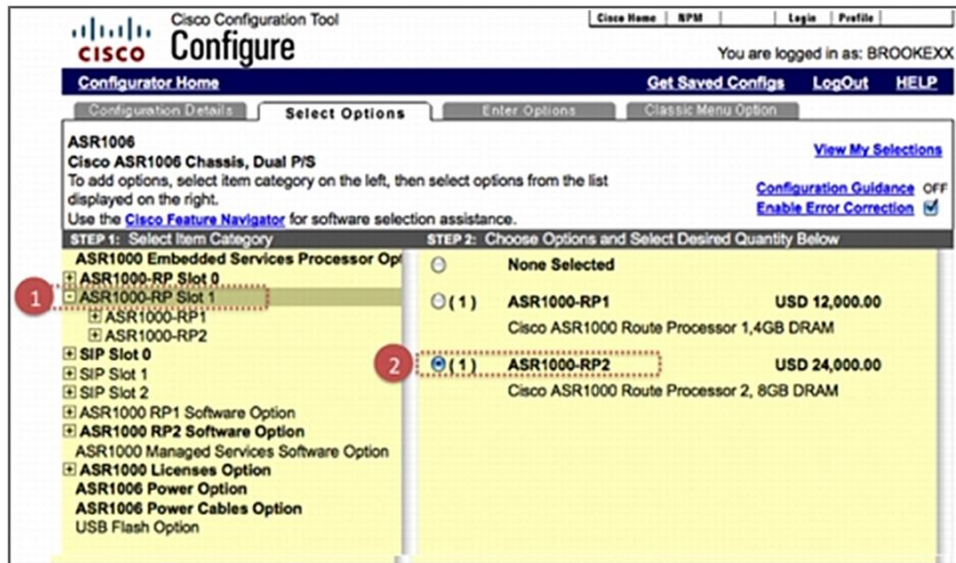 Cisco Configuration Tool
Cisco Home NPM Login Profile
CISCO Configure
You are logged in as: BROOKEXX
Configurator Home Get Saved Configs LogOut HELP
Configuration Details Select Options Enter Options Classic Menu Option
ASR1006
Cisco ASR1006 Chassis, Dual P/S
To add options, select item category on the left, then select options from the list
displayed on the right.
Use the Cisco Feature Navigator for software selection assistance.
View My Selections
Configuration Guidance OFF
Enable Error Correction
STEP 1: Select Item Category
ASR1000 Embedded Services Processor Opt
ASR1000-RP Slot 0
1 ASR1000-RP Slot 1
ASR1000-RP1
ASR1000-RP2
SIP Slot 0
SIP Slot 1
SIP Slot 2
ASR1000 RP1 Software Option
ASR1000 RP2 Software Option
ASR1000 Managed Services Software Option
ASR1000 Licenses Option
ASR1006 Power Option
ASR1006 Power Cables Option
USB Flash Option
STEP 2: Choose Options and Select Desired Quantity Below
None Selected
(1) ASR1000-RP1 USD 12,000.00
Cisco ASR1000 Route Processor 1,4GB DRAM
2 (1) ASR1000-RP2 USD 24,000.00
Cisco ASR1000 Route Processor 2, 8GB DRAM